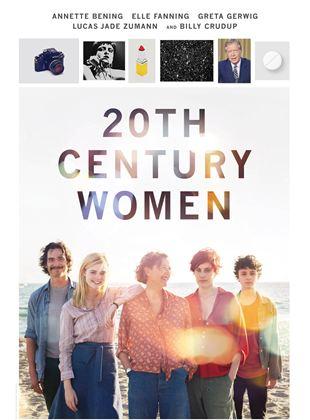 ANNETTE BENING ELLE FANNING GRETA GERWIG
LUCAS JADE ZUMANN AND BILLY CRUDUP
20TH
CENTURY
WOMEN